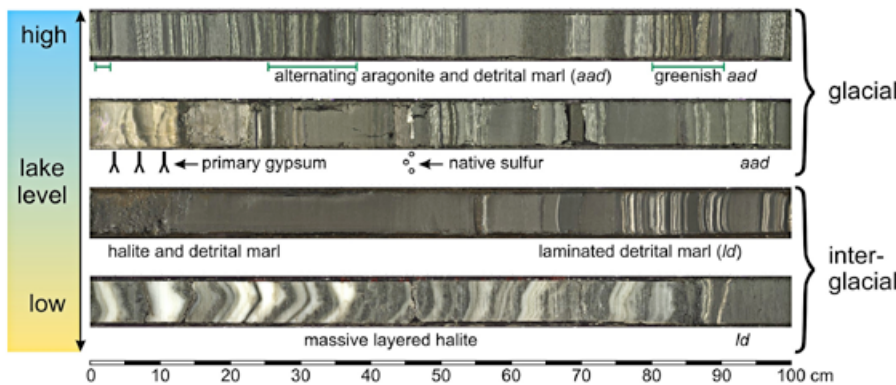 high
alternating aragonite and detrital marl (aad)
greenish aad
glacial
primary gypsum
native sulfur
aad
lake
level
halite and detrital marl
laminated detrital marl (ld)
inter-
glacial
low
massive layered halite
ld
0 10 20 30 40 50 60 70 80 90 100 cm